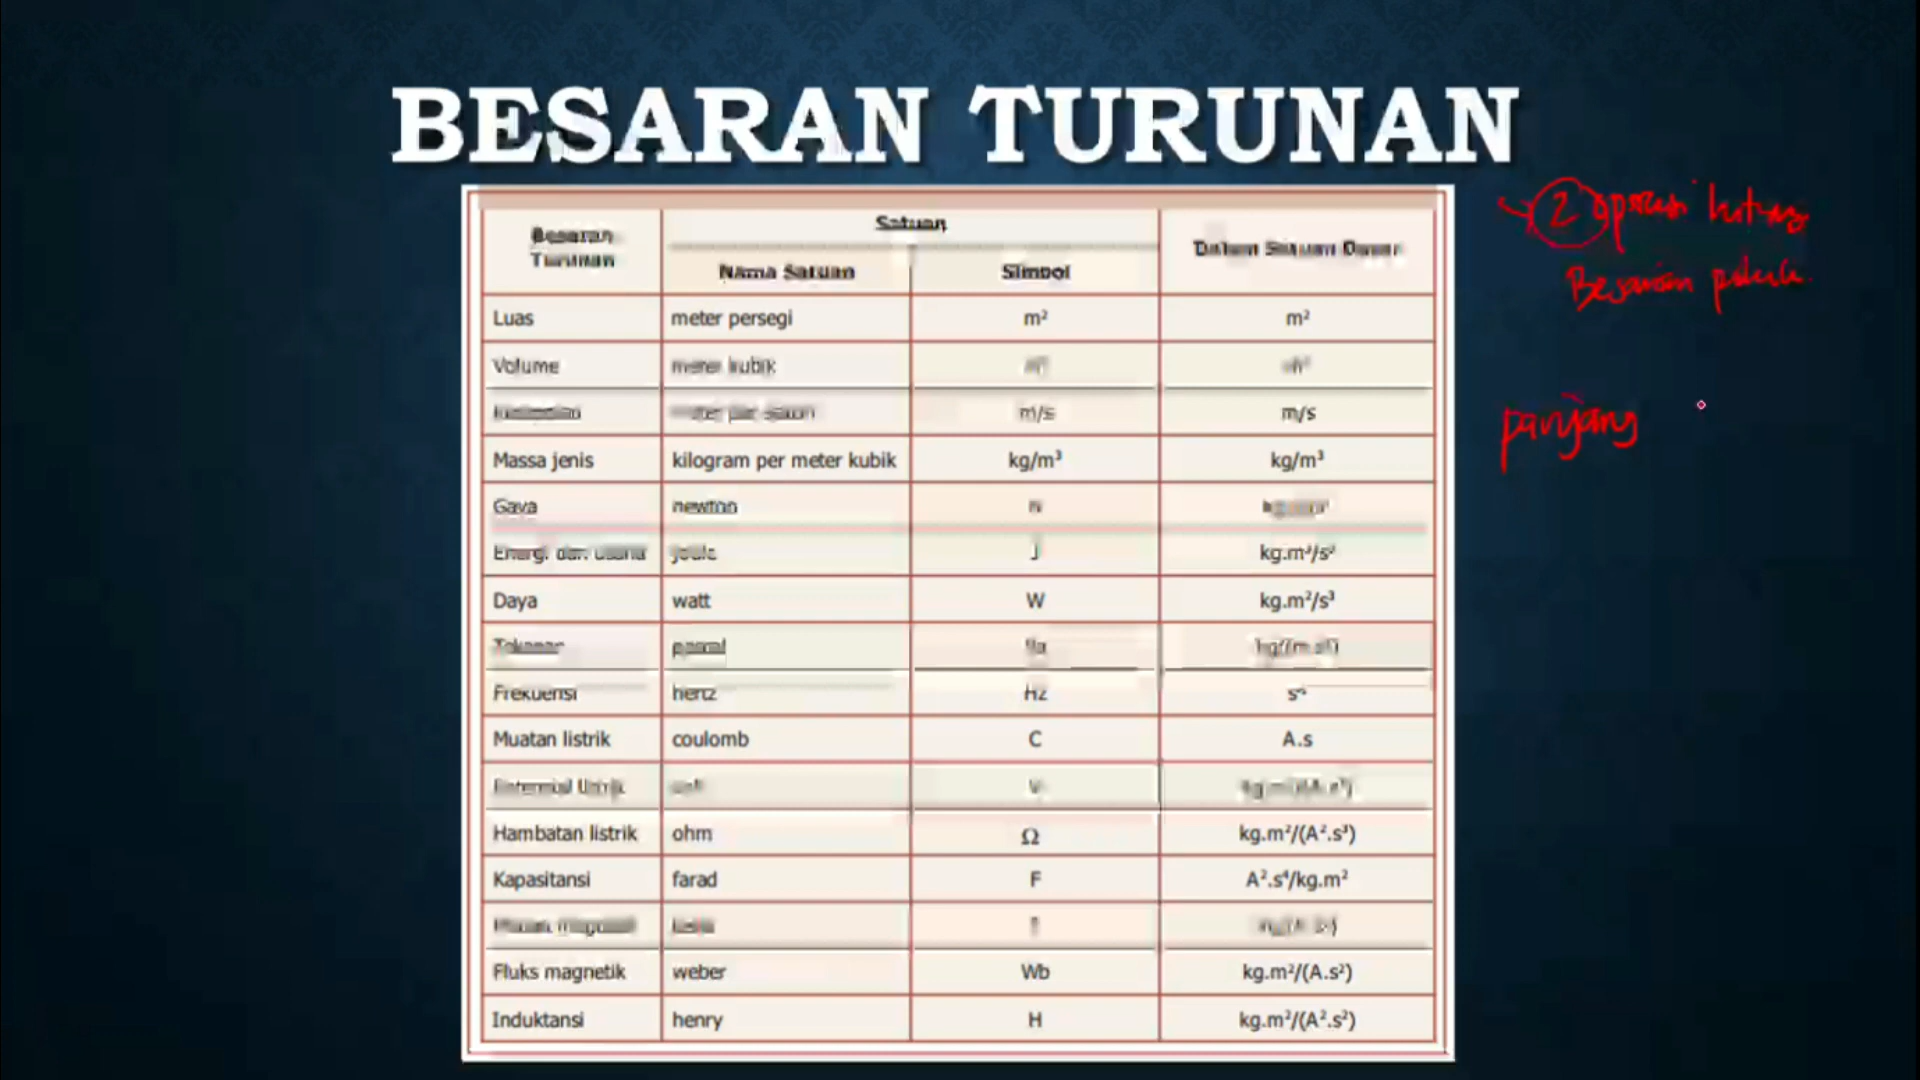 BESARAN TURUNAN
Besaran Turunan Satuan Dalam Satuan Dasar
Nama Satuan Simbol
Luas meter persegi m² m²
Volume meter kubik
m/s m/s
Massa jenis kilogram per meter kubik kg/m³ kg/m³
Gaya newton N
Energi dan usaha joule J kg.m²/s²
Daya watt W kg.m²/s³
Tekanan pascal Pa
Frekuensi hertz Hz
Muatan listrik coulomb C A.s
Potensial listrik volt V
Hambatan listrik ohm Ω kg.m²/(A².s³)
Kapasitansi farad F A².s⁴/kg.m²
Fluks magnetik weber Wb kg.m²/(A.s²)
Induktansi henry H kg.m²/(A².s²)
2 operasi
Besaran pokok
panjang